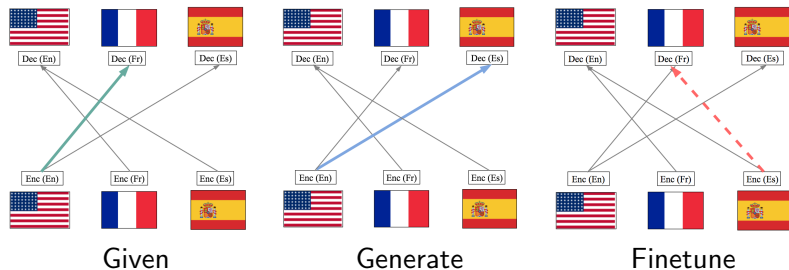 Dec (En) Dec (Fr) Dec (Es) Dec (En) Dec (Fr) Dec (Es) Dec (En) Dec (Fr) Dec (Es)
Enc (En) Enc (Fr) Enc (Es) Enc (En) Enc (Fr) Enc (Es) Enc (En) Enc (Fr) Enc (Es)
Given Generate Finetune